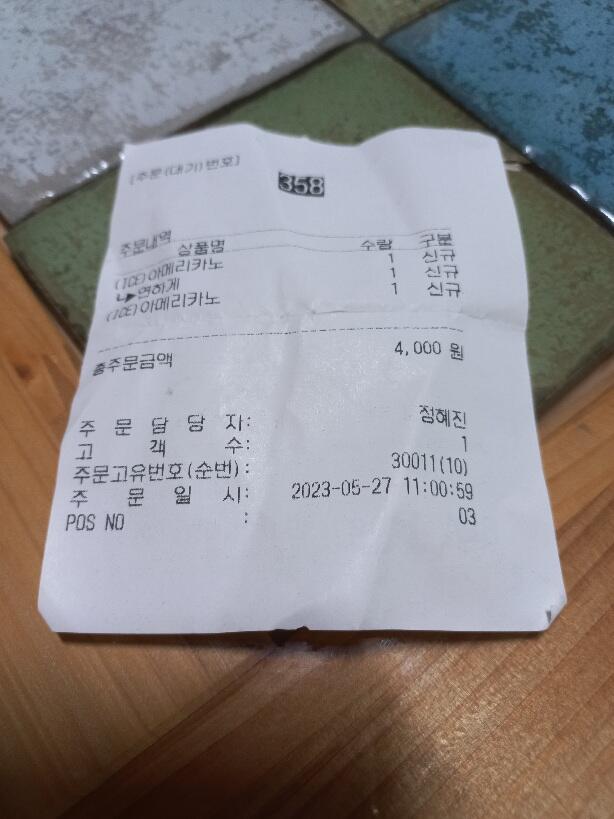 [주문(대기)번호]
358
주문내역
상품명 수량 구분
(ICE)아메리카노 1 신규
↳▶연하게 1 신규
(ICE)아메리카노 1 신규
총주문금액 4,000 원
주 문 담 당 자: 정혜진
고 객 수: 1
주문고유번호(순번): 30011(10)
주 문 일 시: 2023-05-27 11:00:59
POS NO : 03